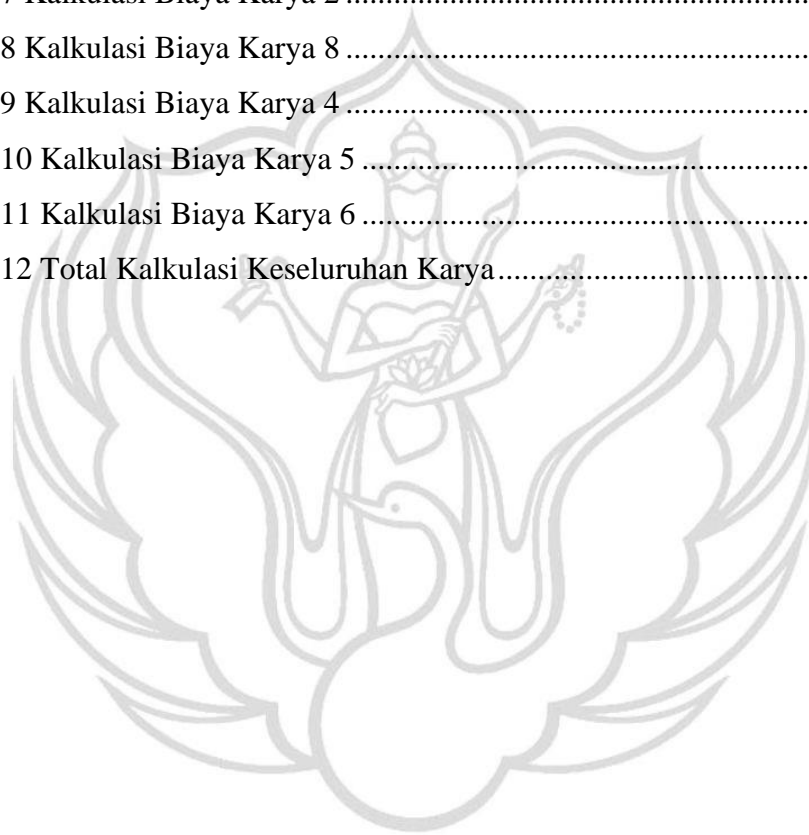 7 Kalkulasi Biaya Karya 2 ........................................................
8 Kalkulasi Biaya Karya 8 ........................................................
9 Kalkulasi Biaya Karya 4 ........................................................
10 Kalkulasi Biaya Karya 5 ......................................................
11 Kalkulasi Biaya Karya 6 ......................................................
12 Total Kalkulasi Keseluruhan Karya.....................................